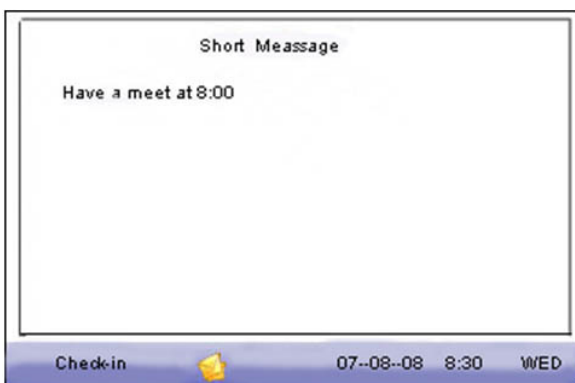 Short Meassage
Have a meet at 8:00
Check-in 07--08--08 8:30 WED